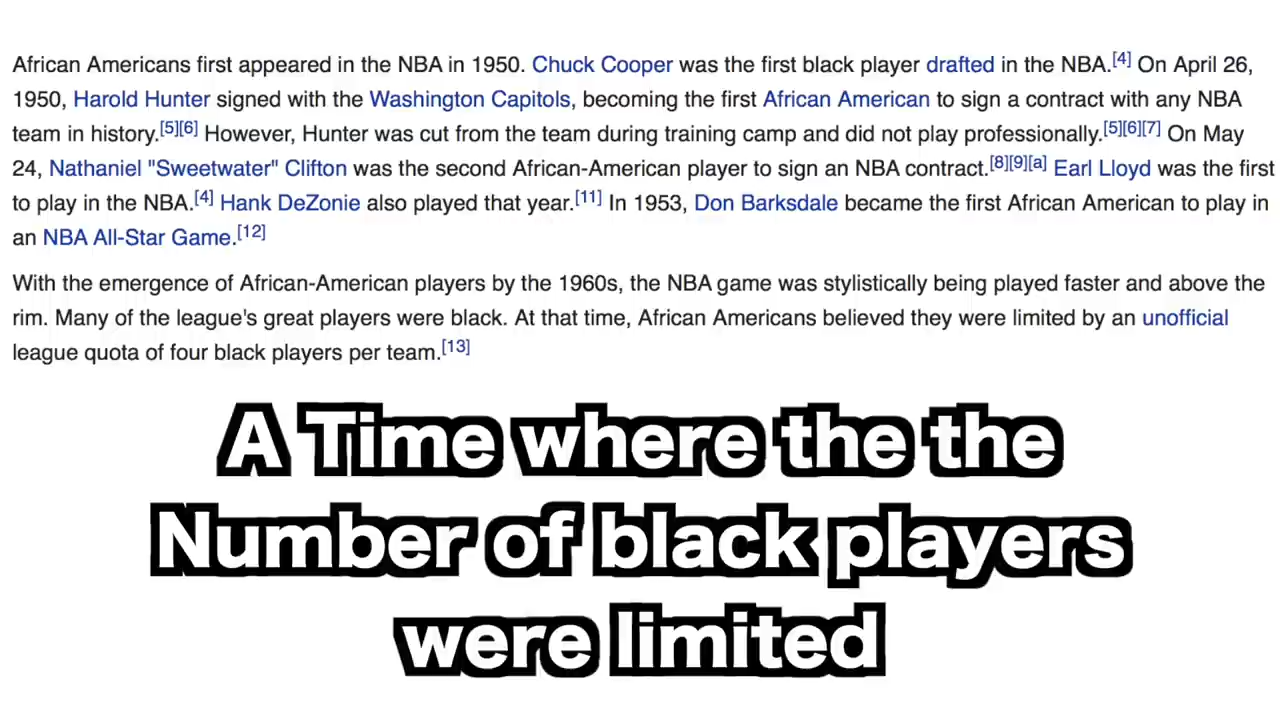 African Americans first appeared in the NBA in 1950. Chuck Cooper was the first black player drafted in the NBA.[4] On April 26,
1950, Harold Hunter signed with the Washington Capitols, becoming the first African American to sign a contract with any NBA
team in history.[5][6] However, Hunter was cut from the team during training camp and did not play professionally.[5][6][7] On May
24, Nathaniel "Sweetwater" Clifton was the second African-American player to sign an NBA contract.[8][9][a] Earl Lloyd was the first
to play in the NBA.[4] Hank DeZonie also played that year.[11] In 1953, Don Barksdale became the first African American to play in
an NBA All-Star Game.[12]
With the emergence of African-American players by the 1960s, the NBA game was stylistically being played faster and above the
rim. Many of the league's great players were black. At that time, African Americans believed they were limited by an unofficial
league quota of four black players per team.[13]
A Time where the the
Number of black players
were limited